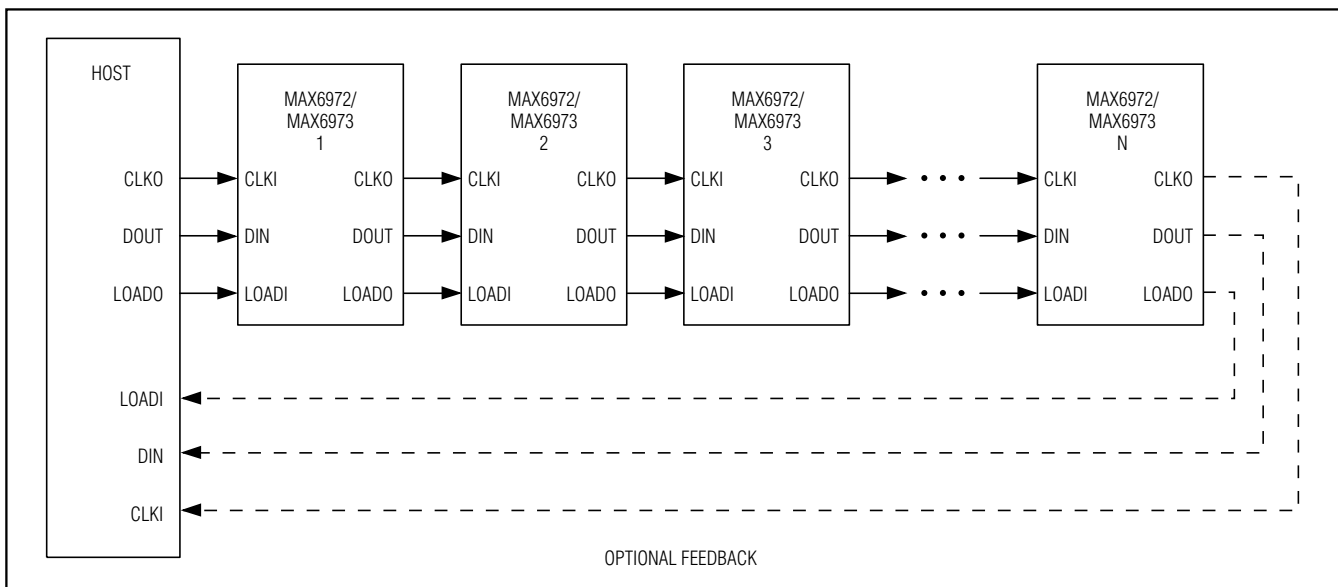 HOST
MAX6972/
MAX6973
1
MAX6972/
MAX6973
2
MAX6972/
MAX6973
3
MAX6972/
MAX6973
N
CLKO CLKI CLKO CLKI CLKO CLKI CLKO CLKI CLKO
DOUT DIN DOUT DIN DOUT DIN DOUT DIN DOUT
LOADO LOADI LOADO LOADI LOADO LOADI LOADO LOADI LOADO
LOADI
DIN
CLKI
OPTIONAL FEEDBACK